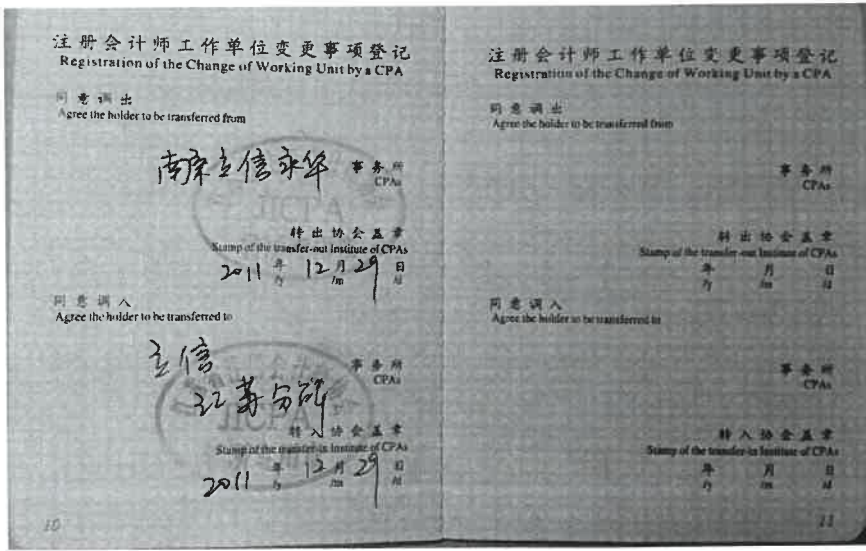 注册会计师工作单位变更事项登记
Registration of the Change of Working Unit by a CPA
同意调出
Agree the holder to be transferred from
南京立信永华 事务所
CPAs
转出协会盖章
Stamp of the transfer-out Institute of CPAs
2011 年 12 月 29 日
/y /m /d
同意调入
Agree the holder to be transferred to
立信 事务所
CPAs
江苏分所
转入协会盖章
Stamp of the transfer-in Institute of CPAs
2011 年 12 月 29 日
/y /m /d
10
注册会计师工作单位变更事项登记
Registration of the Change of Working Unit by a CPA
同意调出
Agree the holder to be transferred from
事务所
CPAs
转出协会盖章
Stamp of the transfer-out Institute of CPAs
年 月 日
/y /m /d
同意调入
Agree the holder to be transferred to
事务所
CPAs
转入协会盖章
Stamp of the transfer-in Institute of CPAs
年 月 日
/y /m /d
11